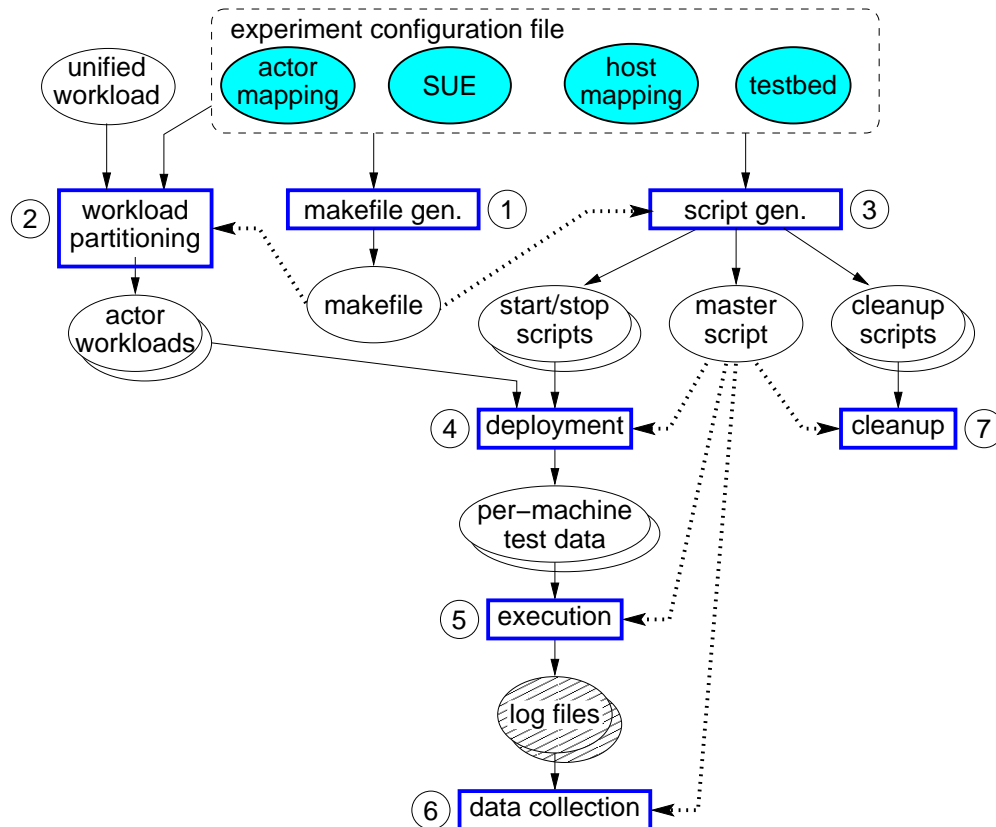 experiment configuration file
unified
workload
actor
mapping
SUE
host
mapping
testbed
2
workload
partitioning
makefile gen.
1
script gen.
3
actor
workloads
makefile
start/stop
scripts
master
script
cleanup
scripts
4
deployment
cleanup
7
per−machine
test data
5
execution
log files
6
data collection